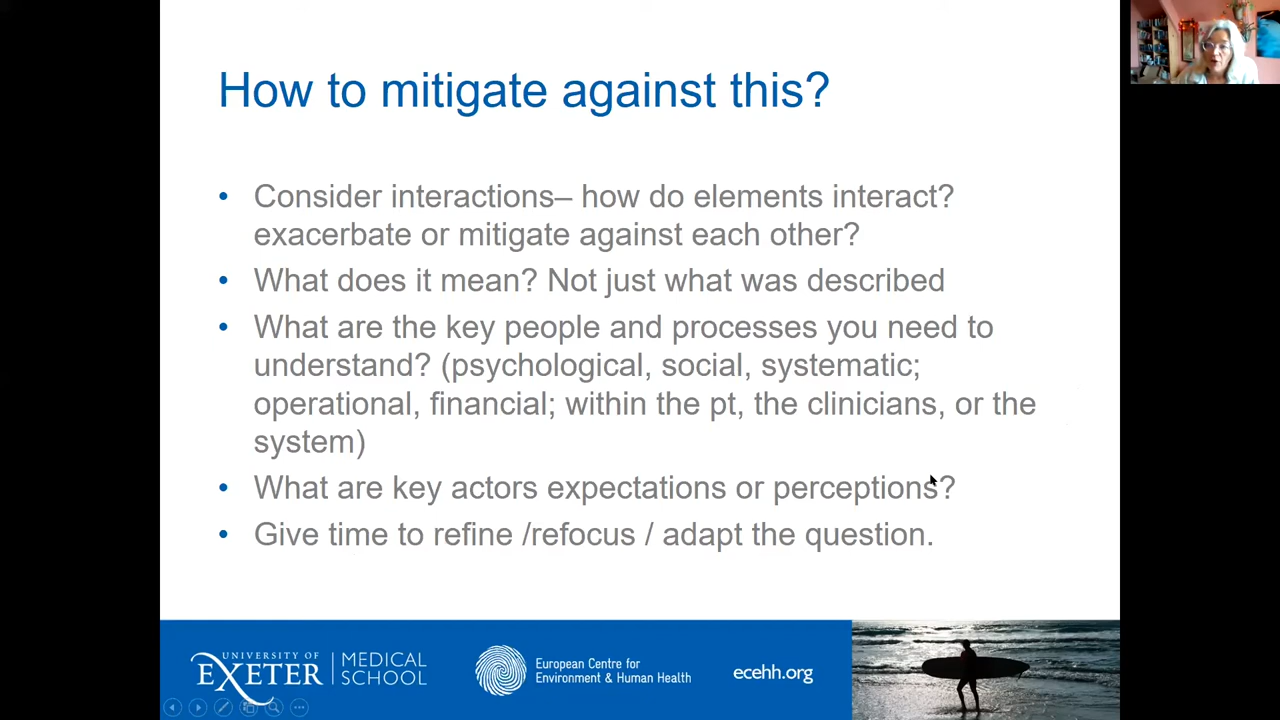 How to mitigate against this?
• Consider interactions– how do elements interact?
exacerbate or mitigate against each other?
• What does it mean? Not just what was described
• What are the key people and processes you need to
understand? (psychological, social, systematic;
operational, financial; within the pt, the clinicians, or the
system)
• What are key actors expectations or perceptions?
• Give time to refine /refocus / adapt the question.
UNIVERSITY OF
EXETER
MEDICAL
SCHOOL
European Centre for
Environment & Human Health
ecehh.org